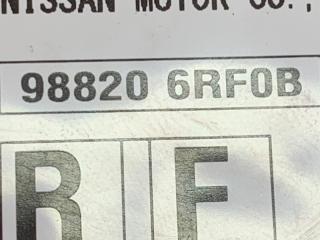 NISSAN MOTOR CO.,
98820 6RF0B
R F